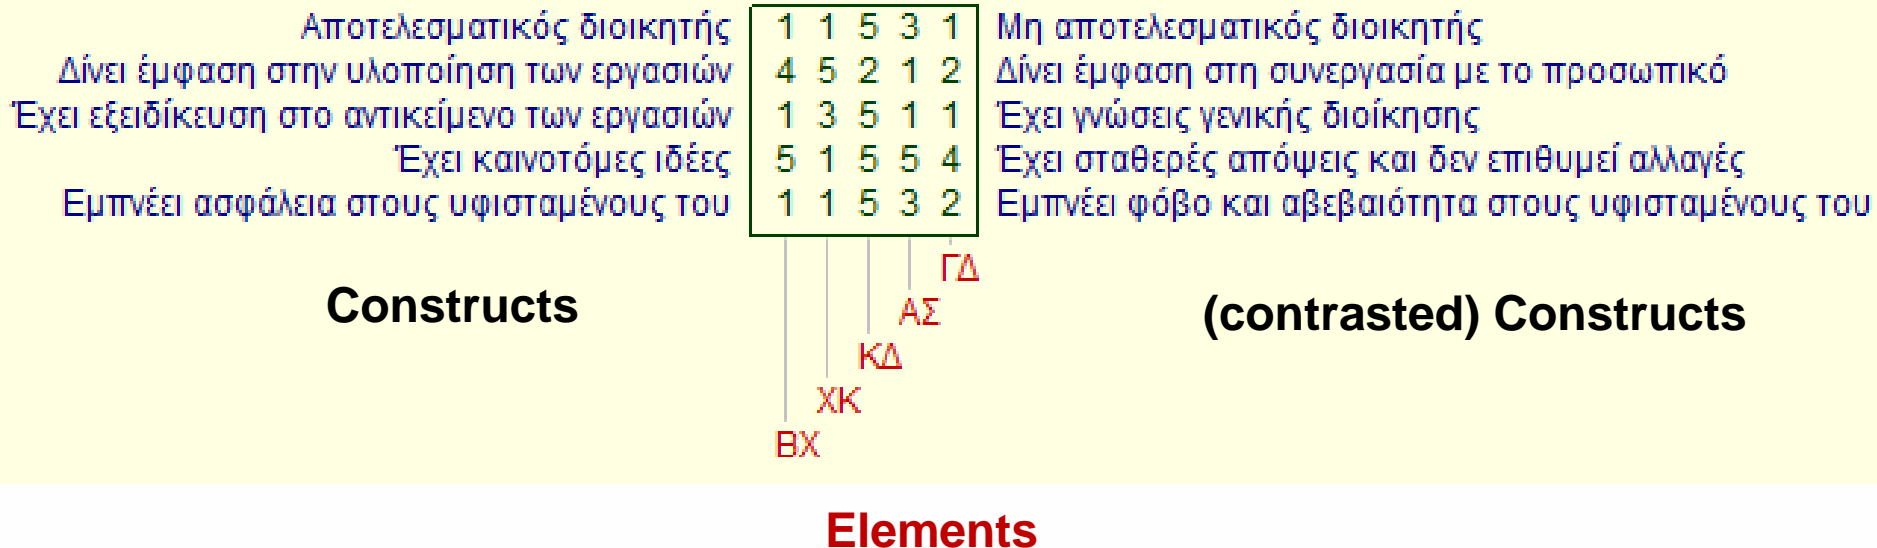 Αποτελεσματικός διοικητής 1 1 5 3 1 Μη αποτελεσματικός διοικητής
Δίνει έμφαση στην υλοποίηση των εργασιών 4 5 2 1 2 Δίνει έμφαση στη συνεργασία με το προσωπικό
Έχει εξειδίκευση στο αντικείμενο των εργασιών 1 3 5 1 1 Έχει γνώσεις γενικής διοίκησης
Έχει καινοτόμες ιδέες 5 1 5 5 4 Έχει σταθερές απόψεις και δεν επιθυμεί αλλαγές
Εμπνέει ασφάλεια στους υφισταμένους του 1 1 5 3 2 Εμπνέει φόβο και αβεβαιότητα στους υφισταμένους του
ΓΔ
ΑΣ
ΚΔ
ΧΚ
ΒΧ
Constructs
(contrasted) Constructs
Elements